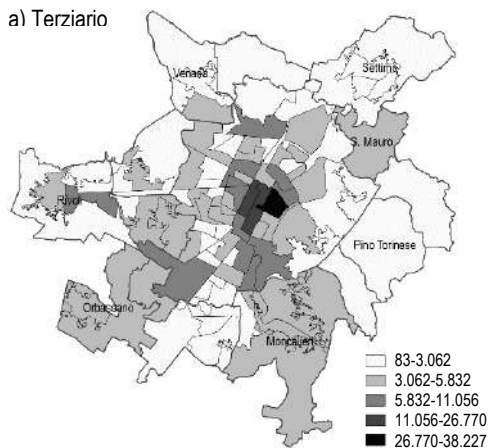 a) Terziario
Venaria
Settimo
S. Mauro
Rivoli
Pino Torinese
Orbassano
Moncalieri
83-3.062
3.062-5.832
5.832-11.056
11.056-26.770
26.770-38.227